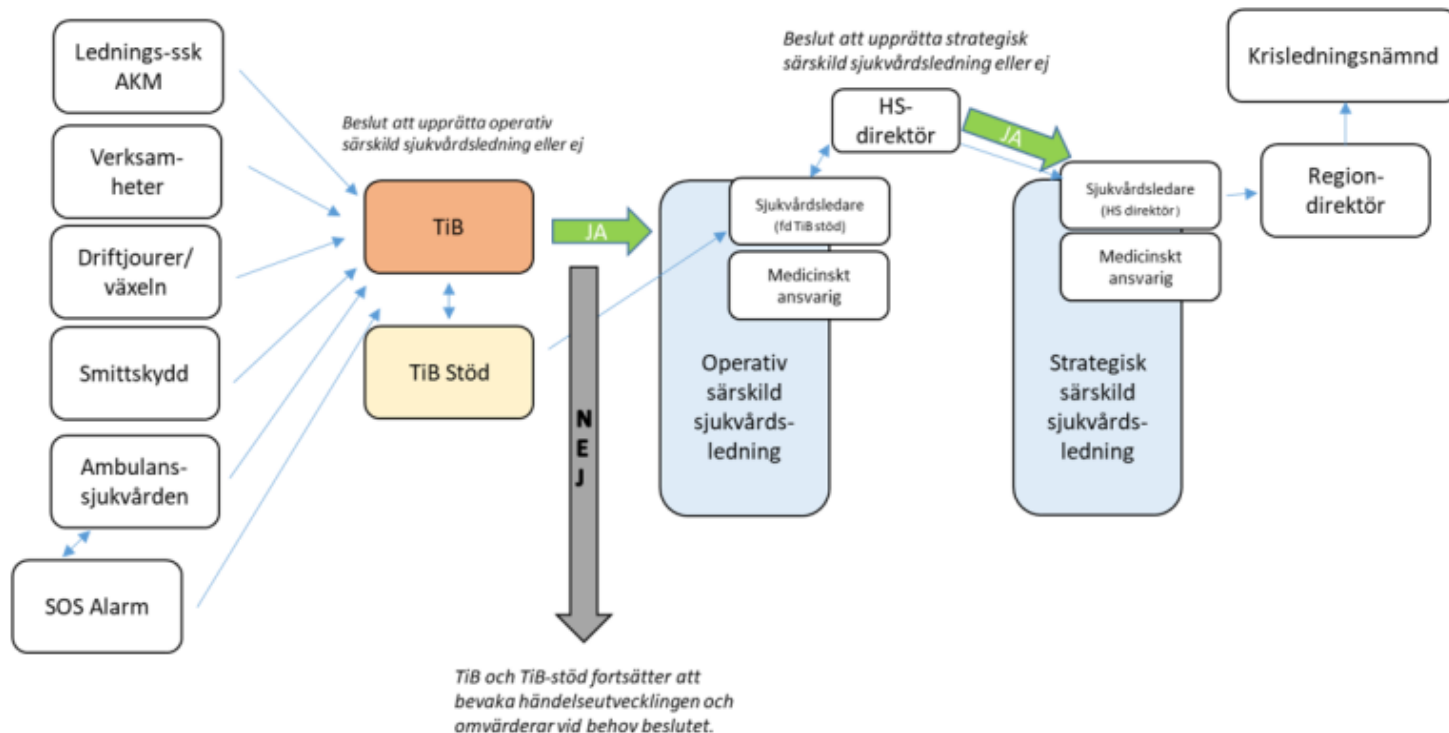 Lednings-ssk
AKM
Verksam-
heter
Driftjourer/
växeln
Smittskydd
Ambulans-
sjukvården
SOS Alarm
Beslut att upprätta operativ
särskild sjukvårdsledning eller ej
TiB
TiB Stöd
JA
NEJ
TiB och TiB-stöd fortsätter att
bevaka händelseutvecklingen och
omvärderar vid behov beslutet.
Sjukvårdsledare
(fd TiB stöd)
Medicinskt
ansvarig
Operativ
särskild
sjukvårds-
ledning
Beslut att upprätta strategisk
särskild sjukvårdsledning eller ej
HS-
direktör
JA
Sjukvårdsledare
(HS direktör)
Medicinskt
ansvarig
Strategisk
särskild
sjukvårds-
ledning
Krisledningsnämnd
Region-
direktör